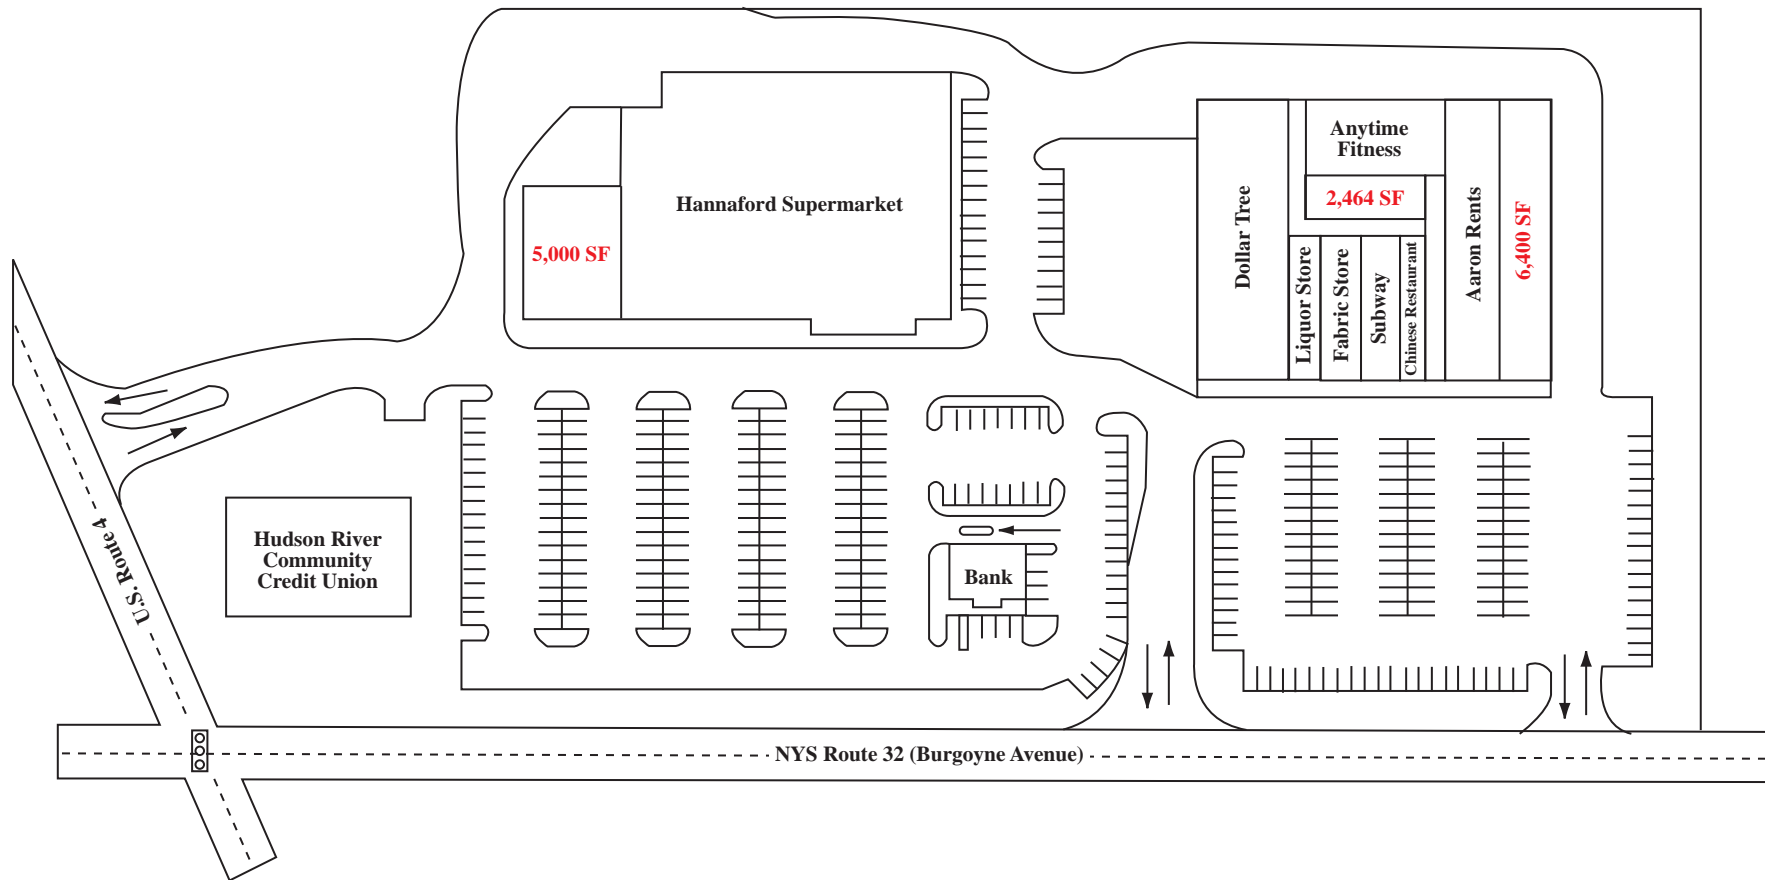 Hannaford Supermarket
5,000 SF
Dollar Tree
Anytime
Fitness
2,464 SF
Liquor Store
Fabric Store
Subway
Chinese Restaurant
Aaron Rents
6,400 SF
U.S. Route 4
Hudson River
Community
Credit Union
Bank
NYS Route 32 (Burgoyne Avenue)